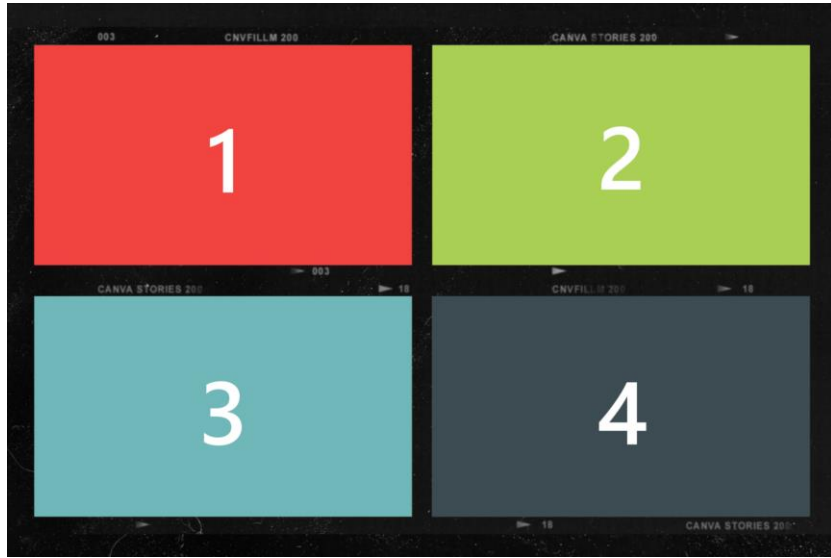 003 CNVFILLM 200
CANVA STORIES 200
1
2
003
CANVA STORIES 200
18
CNVFILLM 200
18
3
4
18
CANVA STORIES 200